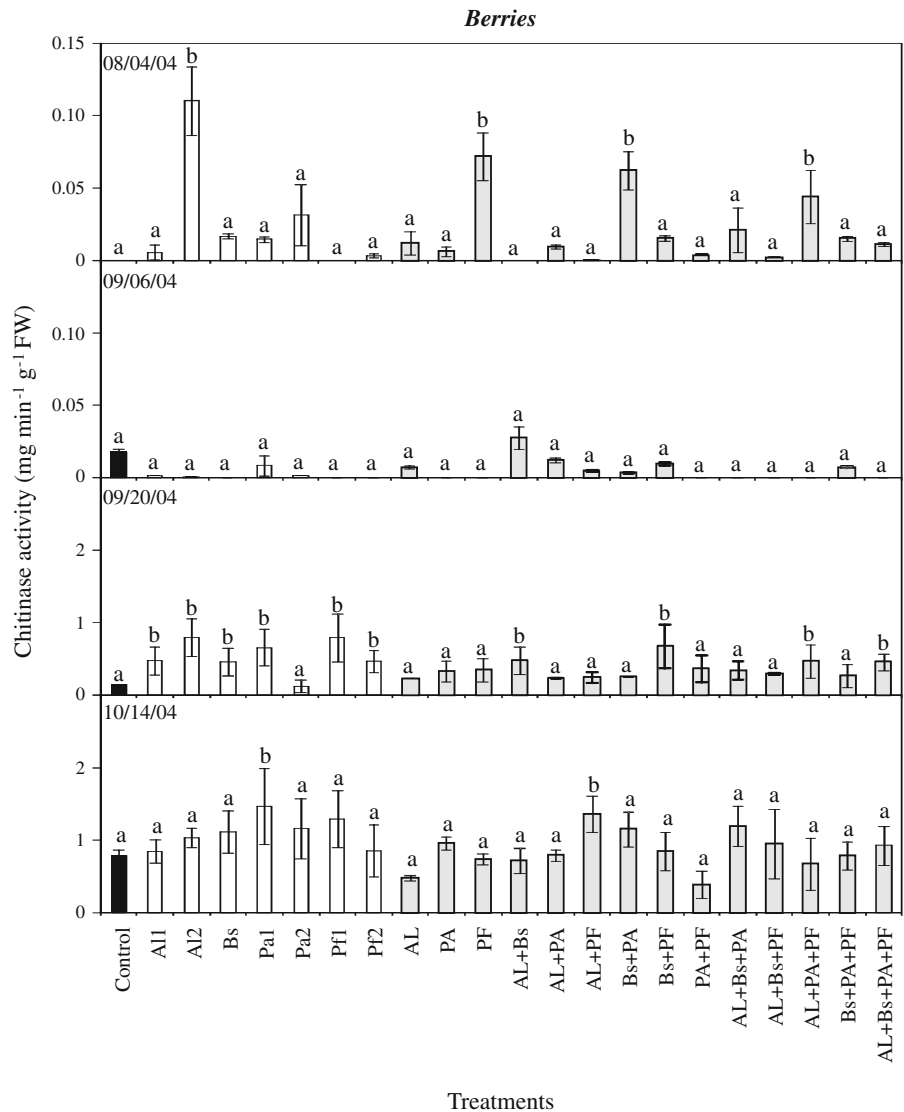 Berries
Chitinase activity (mg min-1 g-1 FW)
0.15
0.10
0.05
0
08/04/04
a a b a a a a a a a b a a a b a a a a b a a
0.10
0.05
0
09/06/04
a a a a a a a a a a a a a a a a a a a a a a
2
1
0
09/20/04
a b b b b a b b a a a b a a a b a a a b a b
2
1
0
10/14/04
a a a a b a a a a a a a a b a a a a a a a a
Control
Al1
Al2
Bs
Pa1
Pa2
Pf1
Pf2
AL
PA
PF
AL+Bs
AL+PA
AL+PF
Bs+PA
Bs+PF
PA+PF
AL+Bs+PA
AL+Bs+PF
AL+PA+PF
Bs+PA+PF
AL+Bs+PA+PF
Treatments